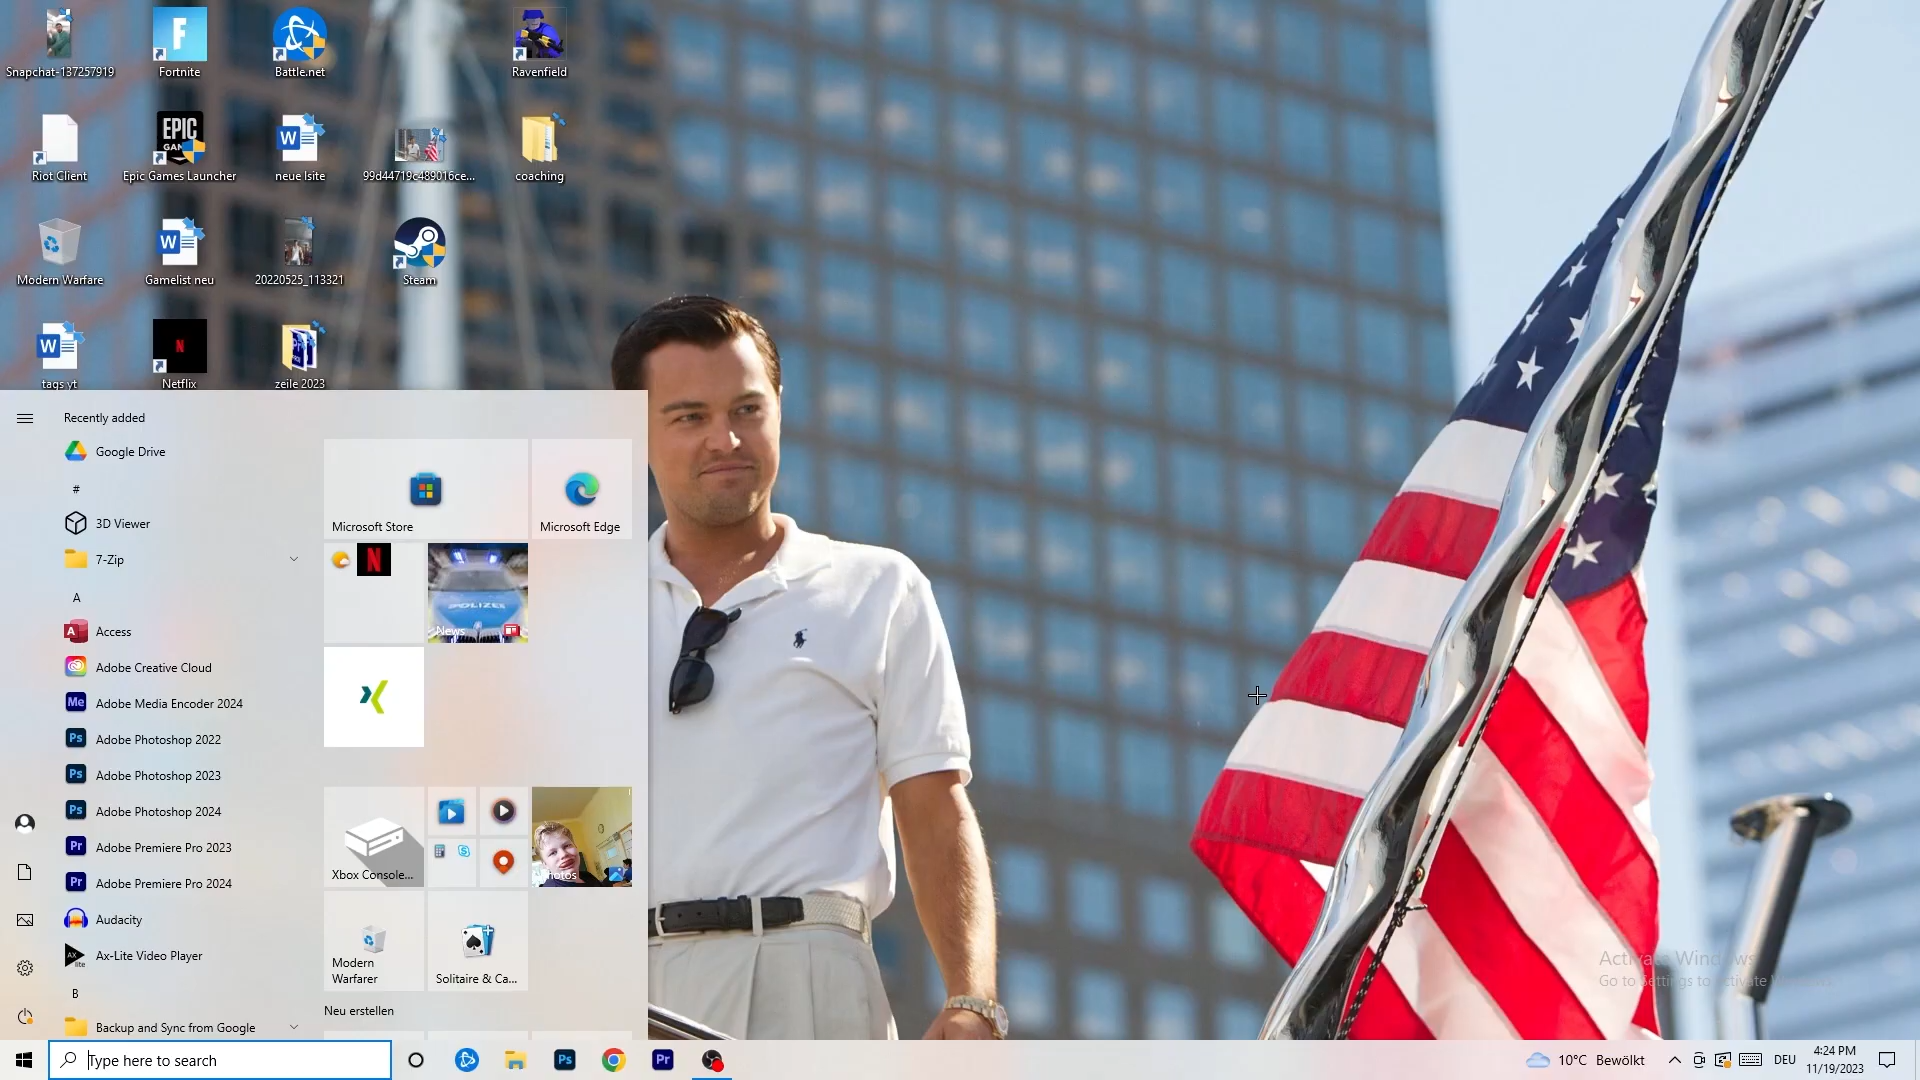 Snapchat-137257919
Fortnite
Battle.net
Ravenfield
Riot Client
EPIC
GAM
Epic Games Launcher
neue lsite
99d44719c489016ce...
coaching
Modern Warfare
Gamelist neu
20220525_113321
Steam
tags yt
Netflix
zeile 2023
Recently added
Google Drive
#
3D Viewer
7-Zip
A
Access
Adobe Creative Cloud
Adobe Media Encoder 2024
Adobe Photoshop 2022
Adobe Photoshop 2023
Adobe Photoshop 2024
Adobe Premiere Pro 2023
Adobe Premiere Pro 2024
Audacity
Ax-Lite Video Player
B
Backup and Sync from Google
Microsoft Store
Microsoft Edge
POLIZEI
News
Xbox Console...
Photos
Modern
Warfarer
Solitaire & Ca...
Neu erstellen
Activate Windows
Go to Settings to activate Windows.
Type here to search
10°C Bewölkt
DEU
4:24 PM
11/19/2023